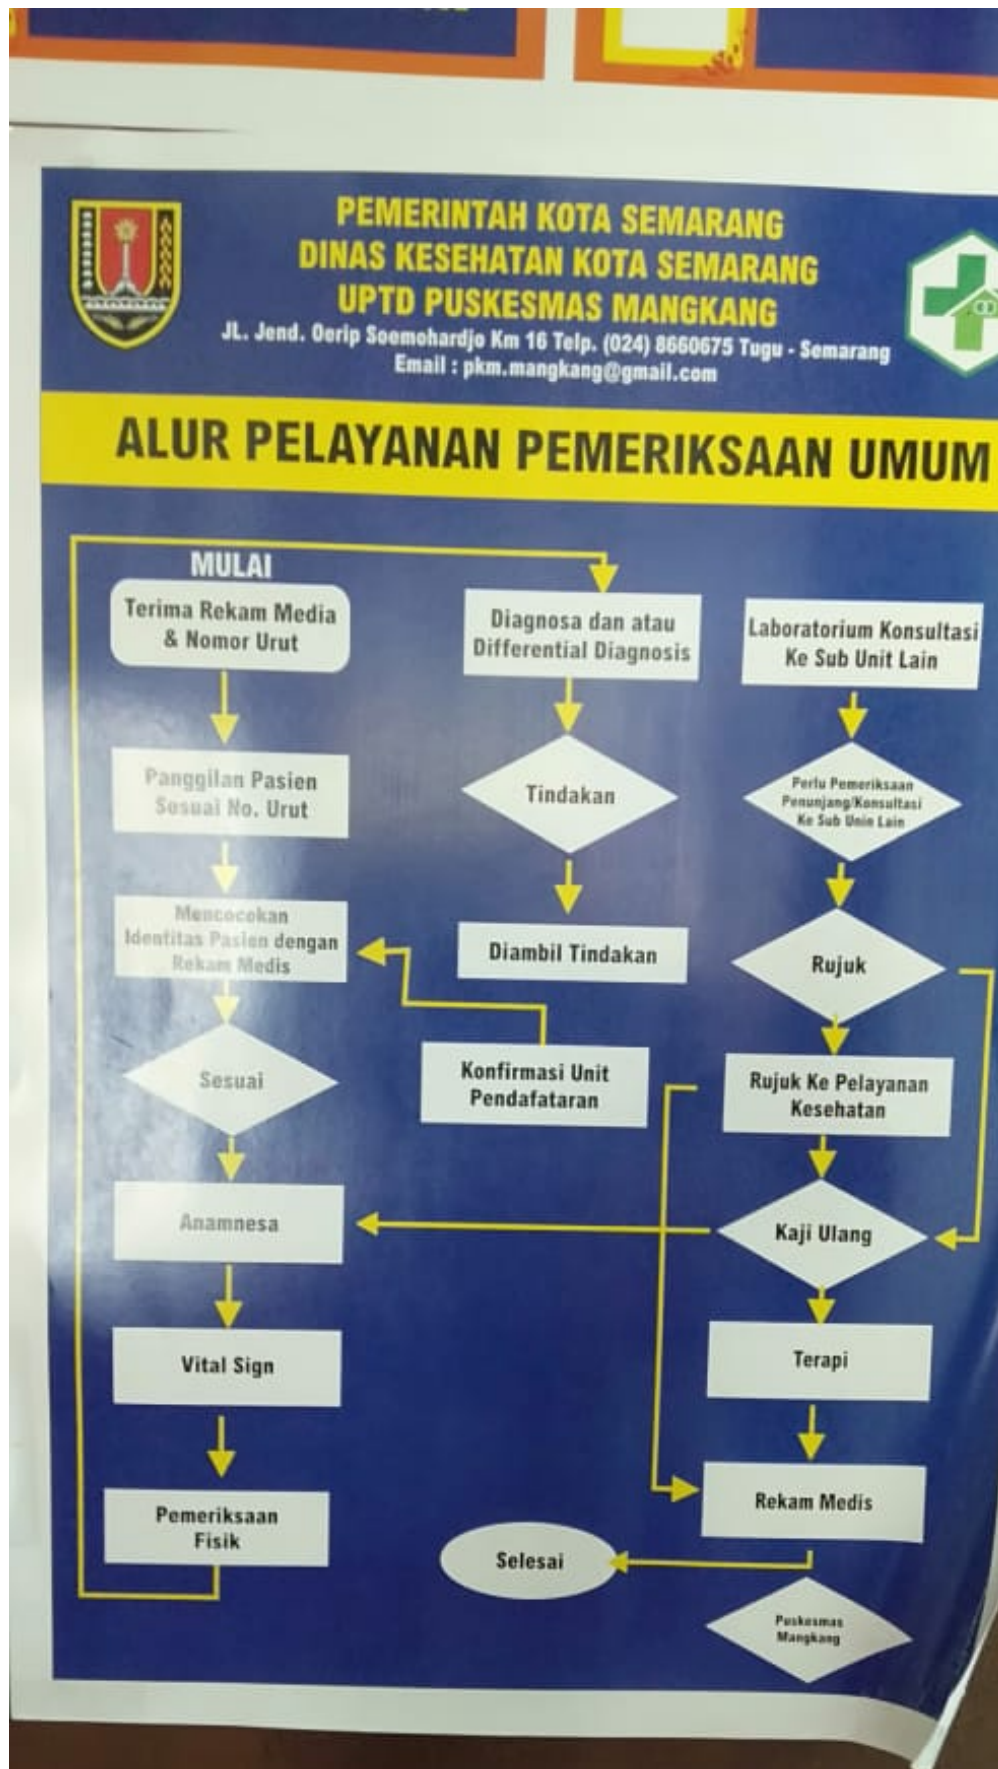 PEMERINTAH KOTA SEMARANG
DINAS KESEHATAN KOTA SEMARANG
UPTD PUSKESMAS MANGKANG
JL. Jend. Oerip Soemohardjo Km 16 Telp. (024) 8660675 Tugu - Semarang
Email : pkm.mangkang@gmail.com
ALUR PELAYANAN PEMERIKSAAN UMUM
MULAI
Terima Rekam Media
& Nomor Urut
Panggilan Pasien
Sesuai No. Urut
Mencocokan
Identitas Pasien dengan
Rekam Medis
Sesuai
Anamnesa
Vital Sign
Pemeriksaan
Fisik
Diagnosa dan atau
Differential Diagnosis
Tindakan
Diambil Tindakan
Konfirmasi Unit
Pendafataran
Laboratorium Konsultasi
Ke Sub Unit Lain
Perlu Pemeriksaan
Penunjang/Konsultasi
Ke Sub Unin Lain
Rujuk
Rujuk Ke Pelayanan
Kesehatan
Kaji Ulang
Terapi
Rekam Medis
Selesai
Puskesmas
Mangkang